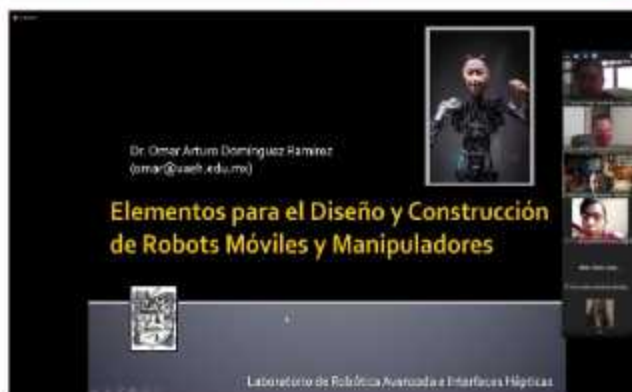 Dr. Omar Arturo Domínguez Ramírez
(omar@uaeh.edu.mx)
Elementos para el Diseño y Construcción
de Robots Móviles y Manipuladores
Laboratorio de Robótica Avanzada e Interfaces Hápticas